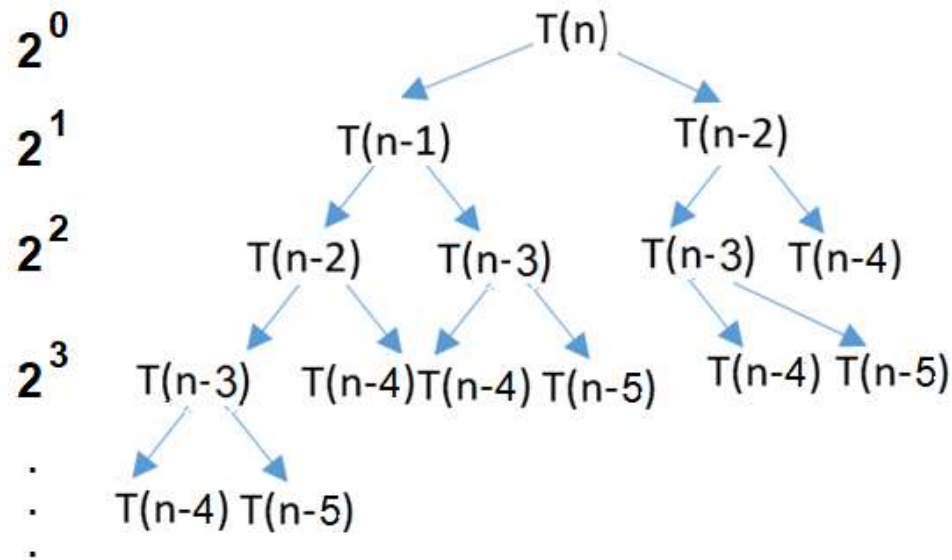 2^0 T(n)
2^1 T(n-1) T(n-2)
2^2 T(n-2) T(n-3) T(n-3) T(n-4)
2^3 T(n-3) T(n-4) T(n-4) T(n-5) T(n-4) T(n-5)
.
. T(n-4) T(n-5)
.